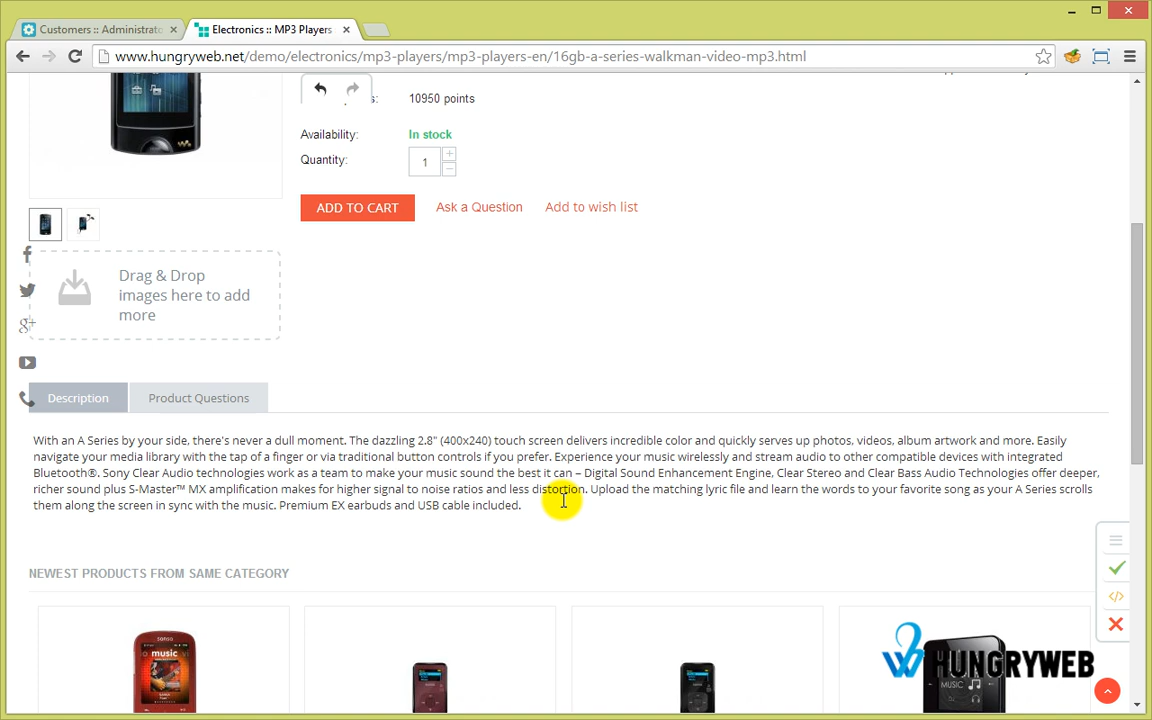 Customers :: Administrato
Electronics :: MP3 Players
www.hungryweb.net/demo/electronics/mp3-players/mp3-players-en/16gb-a-series-walkman-video-mp3.html
s: 10950 points
Availability: In stock
Quantity: 1
ADD TO CART Ask a Question Add to wish list
Drag & Drop
images here to add
more
Description Product Questions
With an A Series by your side, there's never a dull moment. The dazzling 2.8" (400x240) touch screen delivers incredible color and quickly serves up photos, videos, album artwork and more. Easily
navigate your media library with the tap of a finger or via traditional button controls if you prefer. Experience your music wirelessly and stream audio to other compatible devices with integrated
Bluetooth®. Sony Clear Audio technologies work as a team to make your music sound the best it can – Digital Sound Enhancement Engine, Clear Stereo and Clear Bass Audio Technologies offer deeper,
richer sound plus S-Master™ MX amplification makes for higher signal to noise ratios and less distortion. Upload the matching lyric file and learn the words to your favorite song as your A Series scrolls
them along the screen in sync with the music. Premium EX earbuds and USB cable included.
NEWEST PRODUCTS FROM SAME CATEGORY
sansa
music
MUSIC
HUNGRYWEB